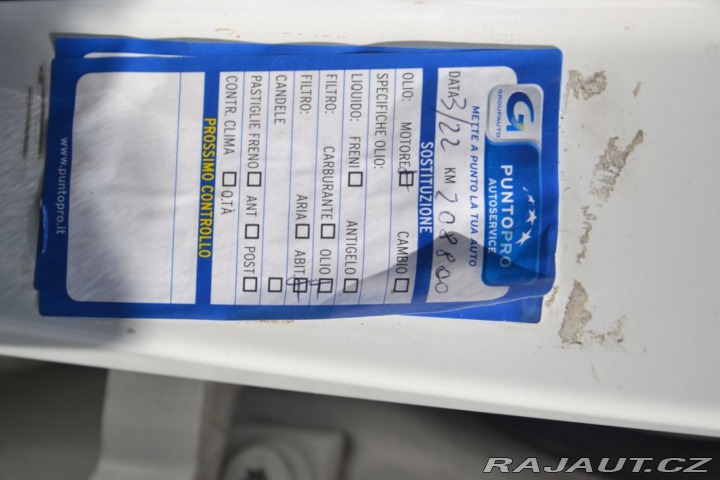 GROUPAUTO
PUNTOPRO
AUTOSERVICE
METTE A PUNTO LA TUA AUTO
DATA 3/22 KM 208800
SOSTITUZIONE
OLIO: MOTORE CAMBIO
SPECIFICHE OLIO:
LIQUIDO: FRENI ANTIGELO
FILTRO: CARBURANTE OLIO
FILTRO: ARIA ABIT.
CANDELE
PASTIGLIE FRENO ANT POST
CONTR. CLIMA Q.TÀ
PROSSIMO CONTROLLO
www.puntopro.it
RAJAUT.CZ